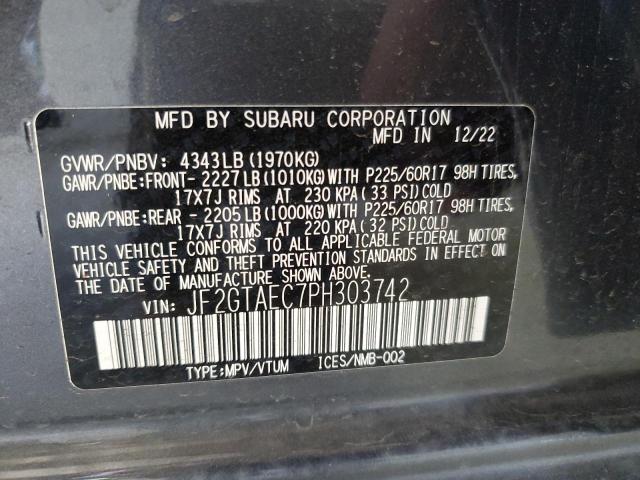 MFD BY SUBARU CORPORATION
MFD IN 12/22
GVWR/PNBV: 4343LB(1970KG)
GAWR/PNBE:FRONT- 2227LB(1010KG)WITH P225/60R17 98H TIRES,
17X7J RIMS AT 230 KPA(33 PSI)COLD
GAWR/PNBE:REAR - 2205LB(1000KG)WITH P225/60R17 98H TIRES,
17X7J RIMS AT 220 KPA(32 PSI)COLD
THIS VEHICLE CONFORMS TO ALL APPLICABLE FEDERAL MOTOR
VEHICLE SAFETY AND THEFT PREVENTION STANDARDS IN EFFECT ON
THE DATE OF MANUFACTURE SHOWN ABOVE.
VIN: JF2GTAEC7PH303742
TYPE:MPV/VTUM ICES/NMB-002